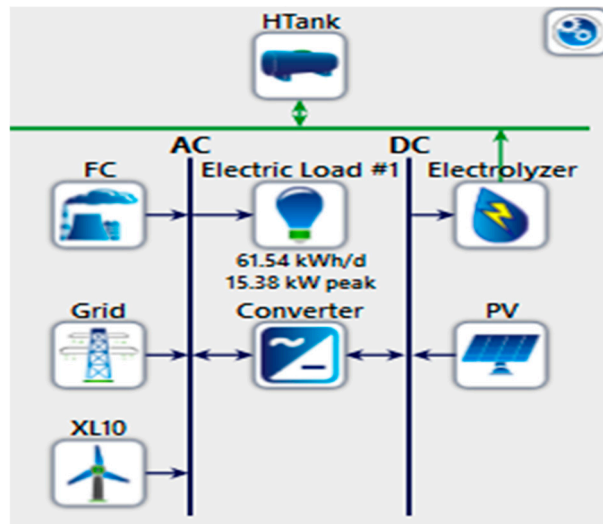 HTank
AC
DC
FC
Electric Load #1
Electrolyzer
61.54 kWh/d
15.38 kW peak
Grid
Converter
PV
XL10